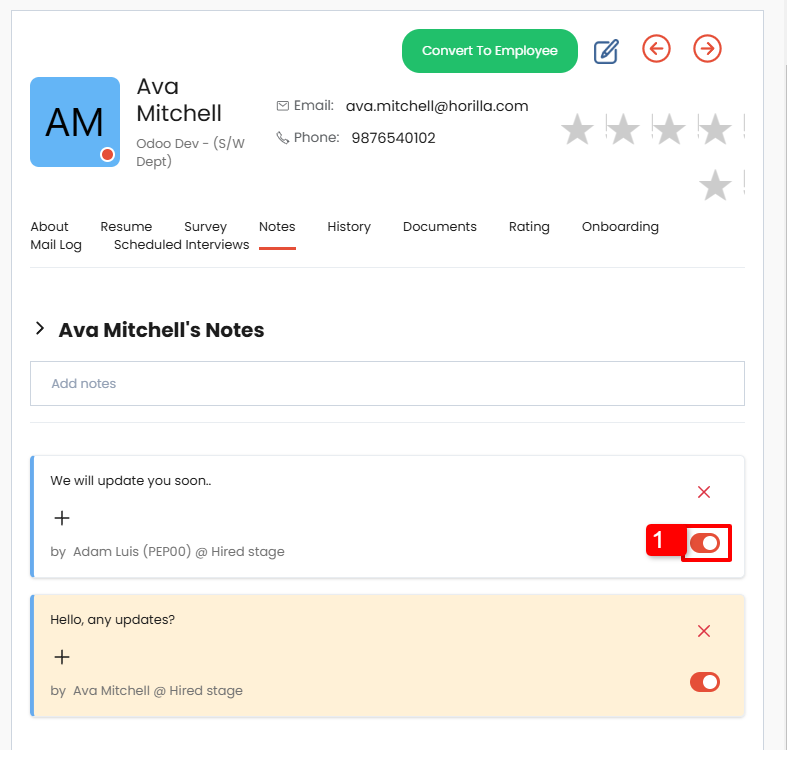 Convert To Employee
AM
Ava
Mitchell
Odoo Dev - (S/W
Dept)
Email: ava.mitchell@horilla.com
Phone: 9876540102
About Resume Survey Notes History Documents Rating Onboarding
Mail Log Scheduled Interviews
Ava Mitchell's Notes
Add notes
We will update you soon..
by Adam Luis (PEP00) @ Hired stage
1
Hello, any updates?
by Ava Mitchell @ Hired stage